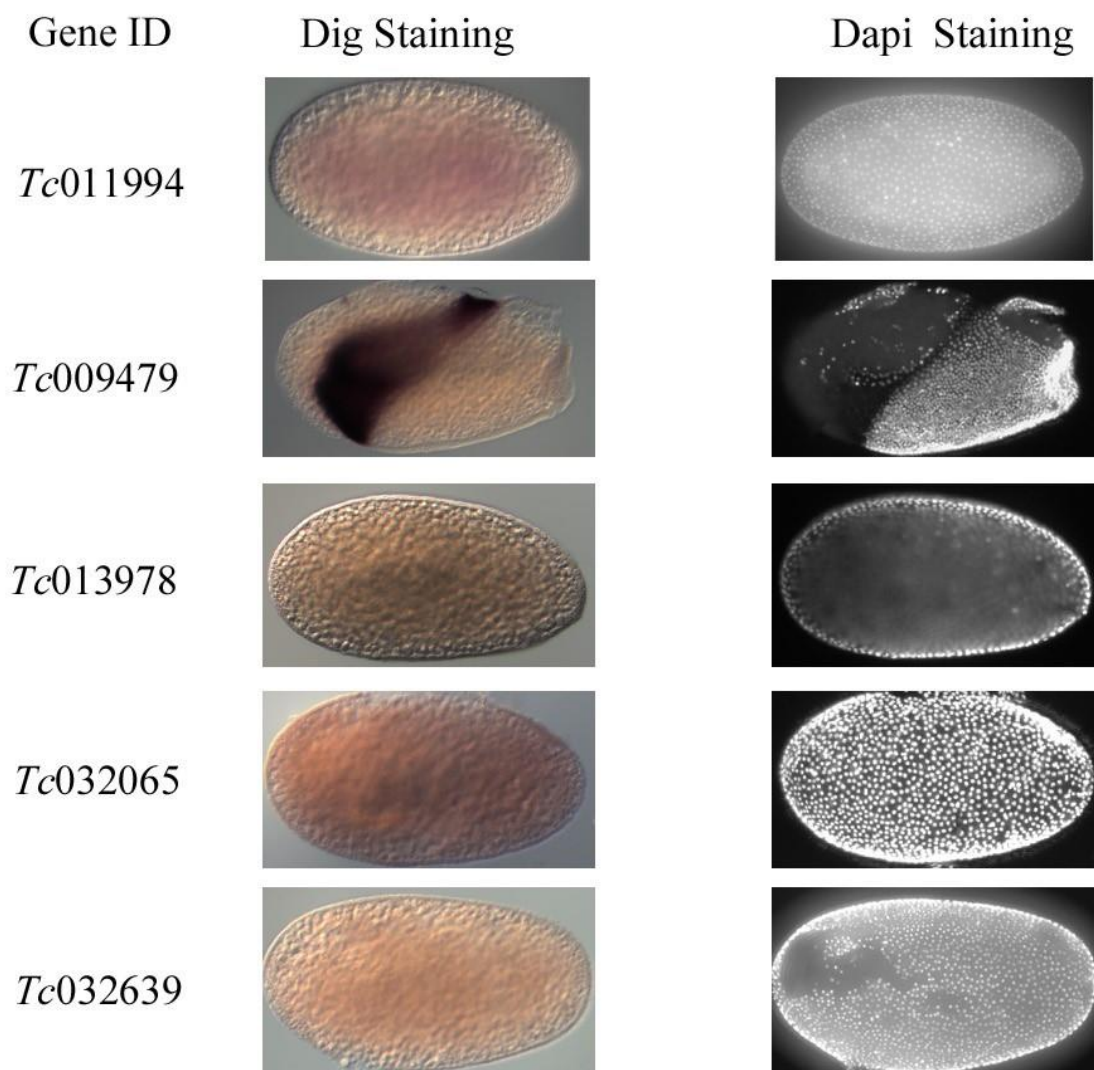 Gene ID Dig Staining Dapi Staining
Tc011994
Tc009479
Tc013978
Tc032065
Tc032639